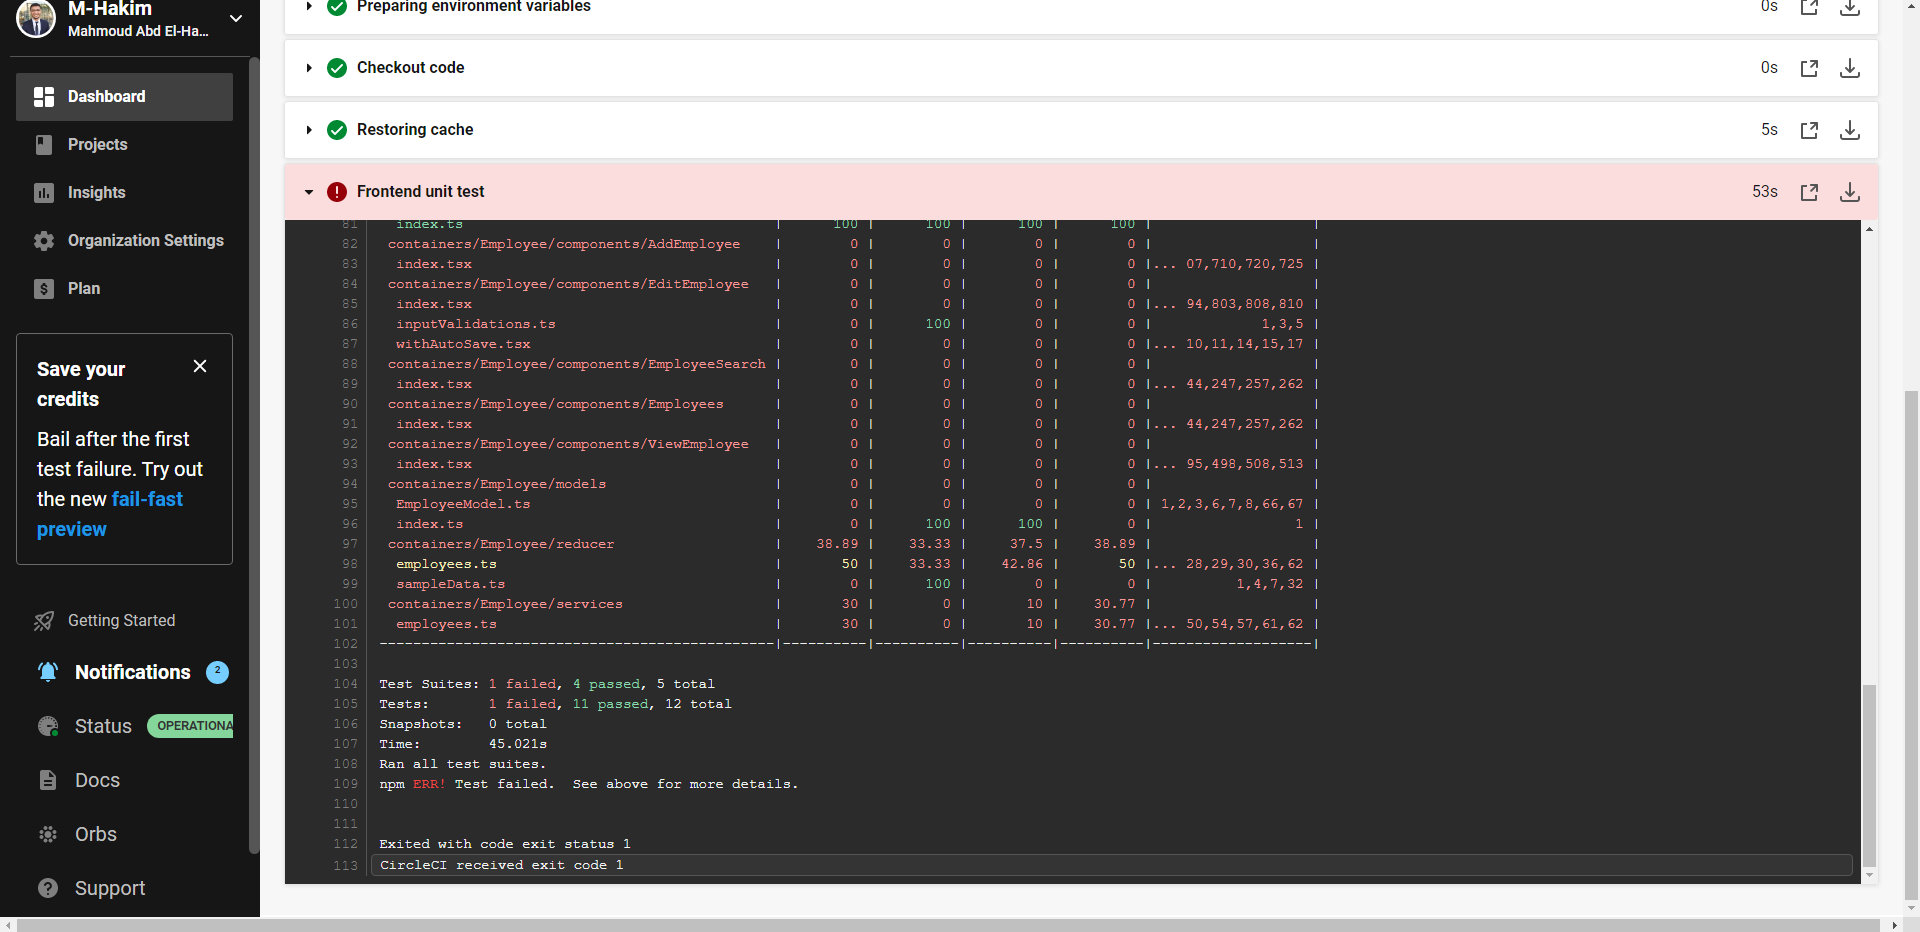 M-Hakim
Mahmoud Abd El-Ha...
Dashboard
Projects
Insights
Organization Settings
Plan
Save your
credits
Bail after the first
test failure. Try out
the new fail-fast
preview
Getting Started
Notifications 2
Status OPERATIONA
Docs
Orbs
Support
Preparing environment variables 0s
Checkout code 0s
Restoring cache 5s
Frontend unit test 53s
81 index.ts | 100 | 100 | 100 | 100 | |
82 containers/Employee/components/AddEmployee | 0 | 0 | 0 | 0 | |
83 index.tsx | 0 | 0 | 0 | 0 |... 07,710,720,725 |
84 containers/Employee/components/EditEmployee | 0 | 0 | 0 | 0 | |
85 index.tsx | 0 | 0 | 0 | 0 |... 94,803,808,810 |
86 inputValidations.ts | 0 | 100 | 0 | 0 | 1,3,5 |
87 withAutoSave.tsx | 0 | 0 | 0 | 0 |... 10,11,14,15,17 |
88 containers/Employee/components/EmployeeSearch | 0 | 0 | 0 | 0 | |
89 index.tsx | 0 | 0 | 0 | 0 |... 44,247,257,262 |
90 containers/Employee/components/Employees | 0 | 0 | 0 | 0 | |
91 index.tsx | 0 | 0 | 0 | 0 |... 44,247,257,262 |
92 containers/Employee/components/ViewEmployee | 0 | 0 | 0 | 0 | |
93 index.tsx | 0 | 0 | 0 | 0 |... 95,498,508,513 |
94 containers/Employee/models | 0 | 0 | 0 | 0 | |
95 EmployeeModel.ts | 0 | 0 | 0 | 0 | 1,2,3,6,7,8,66,67 |
96 index.ts | 0 | 100 | 100 | 0 | 1 |
97 containers/Employee/reducer | 38.89 | 33.33 | 37.5 | 38.89 | |
98 employees.ts | 50 | 33.33 | 42.86 | 50 |... 28,29,30,36,62 |
99 sampleData.ts | 0 | 100 | 0 | 0 | 1,4,7,32 |
100 containers/Employee/services | 30 | 0 | 10 | 30.77 | |
101 employees.ts | 30 | 0 | 10 | 30.77 |... 50,54,57,61,62 |
102 -----------------------------------------------|----------|----------|----------|----------|-------------------|
103
104 Test Suites: 1 failed, 4 passed, 5 total
105 Tests: 1 failed, 11 passed, 12 total
106 Snapshots: 0 total
107 Time: 45.021s
108 Ran all test suites.
109 npm ERR! Test failed. See above for more details.
110
111
112 Exited with code exit status 1
113 CircleCI received exit code 1